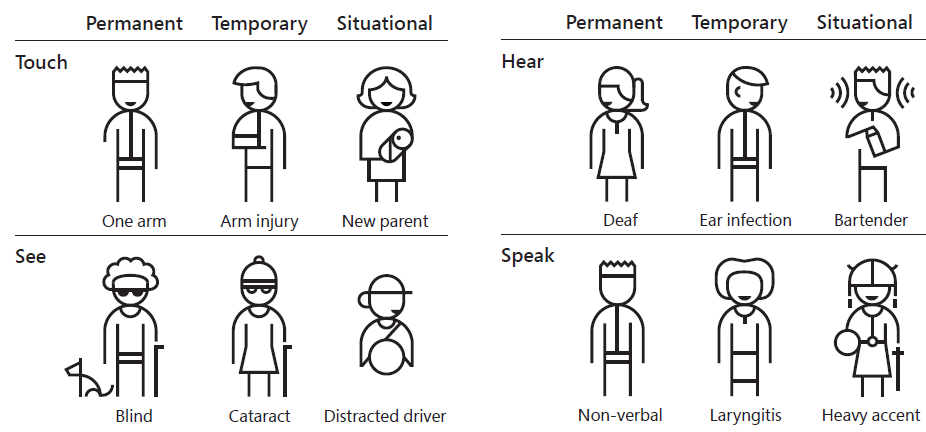 Permanent Temporary Situational
Touch
One arm Arm injury New parent
See
Blind Cataract Distracted driver
Permanent Temporary Situational
Hear
Deaf Ear infection Bartender
Speak
Non-verbal Laryngitis Heavy accent